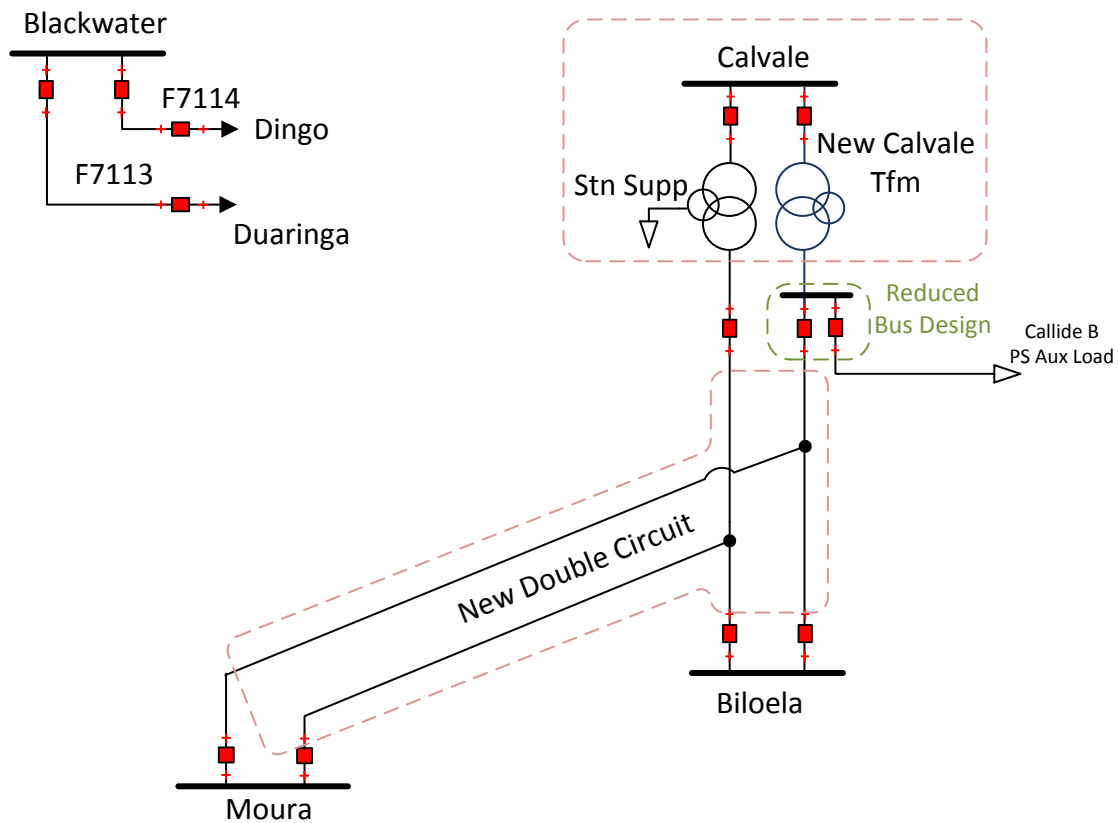 Blackwater
F7114
Dingo
F7113
Duaringa
Calvale
New Calvale
Tfm
Stn Supp
Reduced
Bus Design
Callide B
PS Aux Load
New Double Circuit
Biloela
Moura